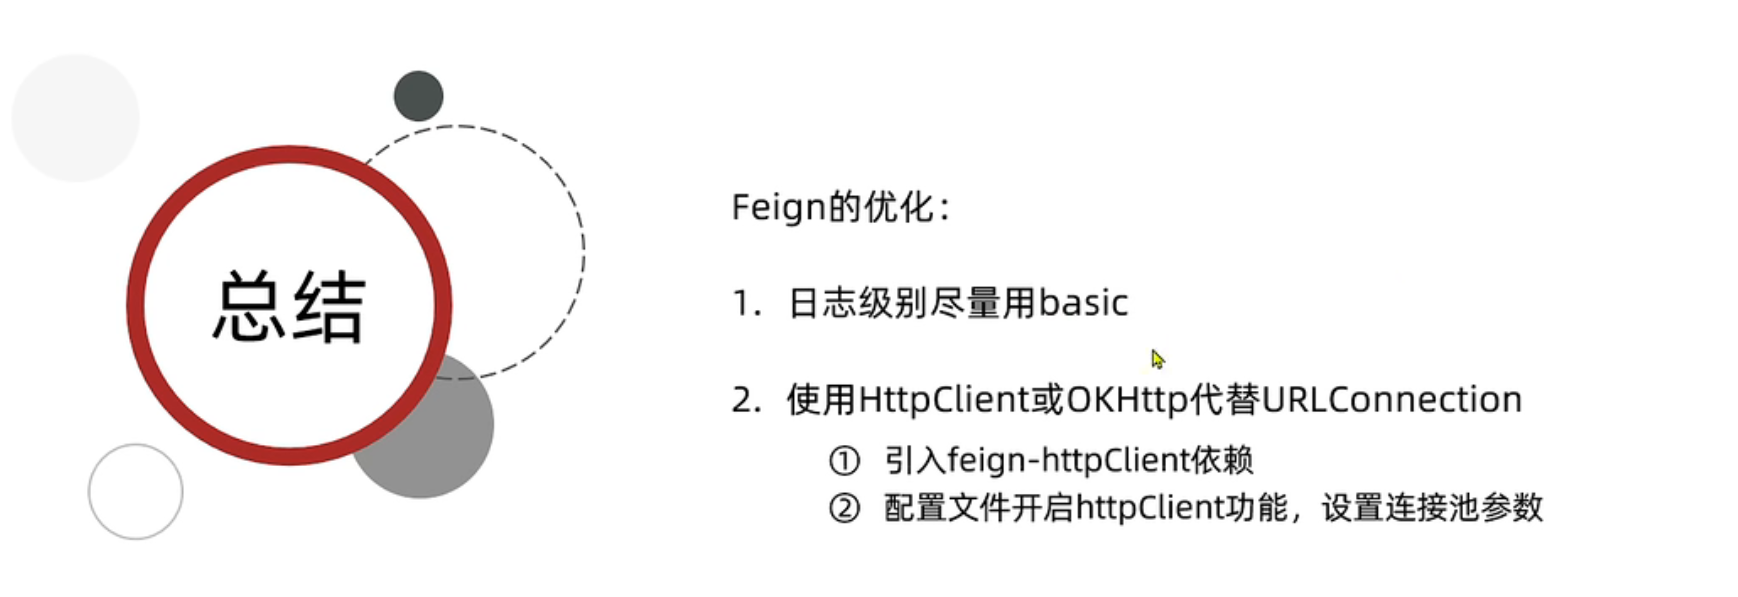 总结
Feign的优化：
1. 日志级别尽量用basic
2. 使用HttpClient或OKHttp代替URLConnection
① 引入feign-httpClient依赖
② 配置文件开启httpClient功能，设置连接池参数